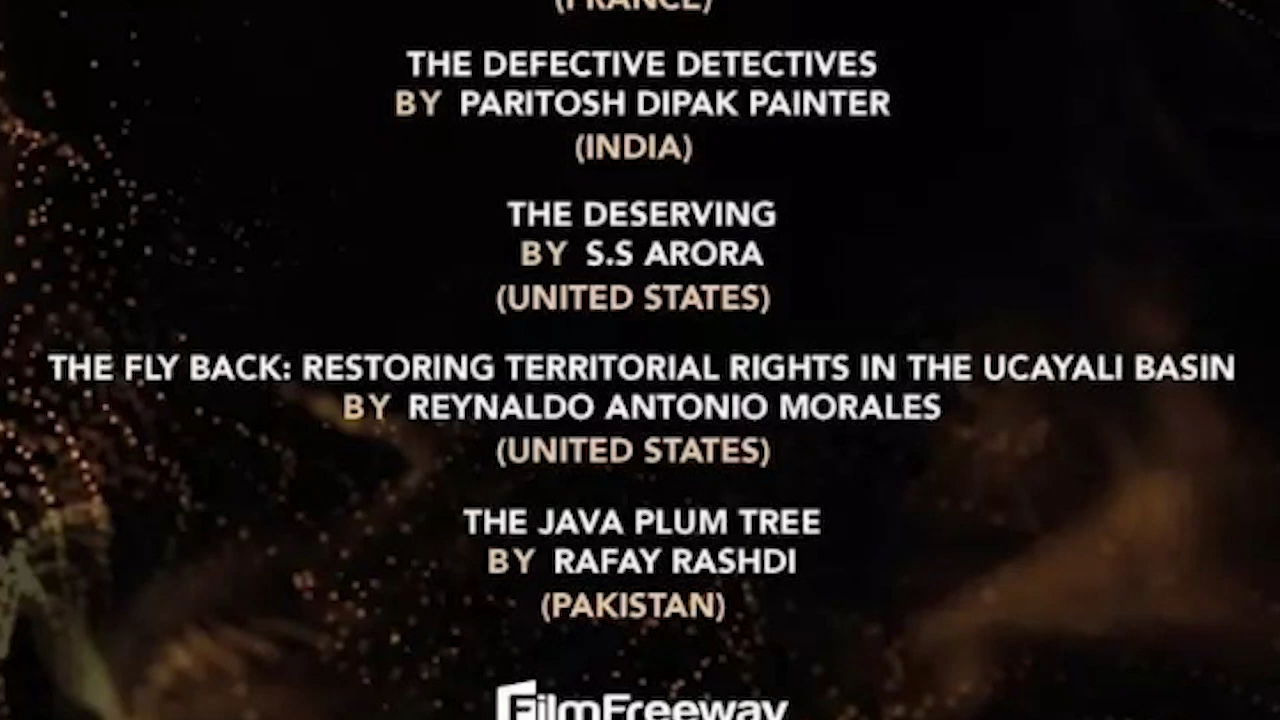 (FRANCE)
THE DEFECTIVE DETECTIVES
BY PARITOSH DIPAK PAINTER
(INDIA)
THE DESERVING
BY S.S ARORA
(UNITED STATES)
THE FLY BACK: RESTORING TERRITORIAL RIGHTS IN THE UCAYALI BASIN
BY REYNALDO ANTONIO MORALES
(UNITED STATES)
THE JAVA PLUM TREE
BY RAFAY RASHDI
(PAKISTAN)
FilmFreeway